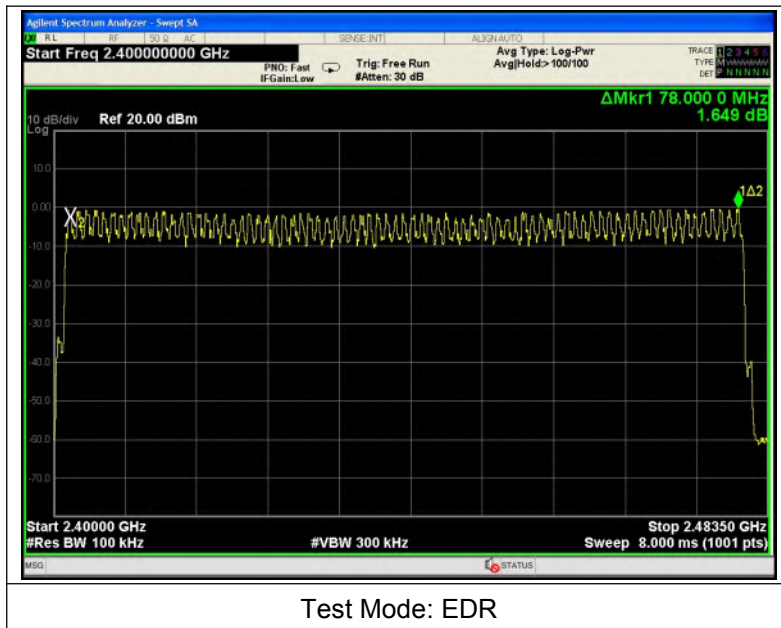 Agilent Spectrum Analyzer - Swept SA
RL RF 50 Ω AC SENSE:INT ALIGN AUTO
Start Freq 2.400000000 GHz
PNO: Fast
IFGain:Low
Trig: Free Run
#Atten: 30 dB
Avg Type: Log-Pwr
Avg|Hold:> 100/100
TRACE 1 2 3 4 5 6
TYPE M
DET P N N N N N
ΔMkr1 78.000 0 MHz
1.649 dB
10 dB/div Ref 20.00 dBm
Log
10.0
0.00
1Δ2
X2
-10.0
-20.0
-30.0
-40.0
-50.0
-60.0
-70.0
Start 2.40000 GHz Stop 2.48350 GHz
#Res BW 100 kHz #VBW 300 kHz Sweep 8.000 ms (1001 pts)
MSG STATUS
Test Mode: EDR